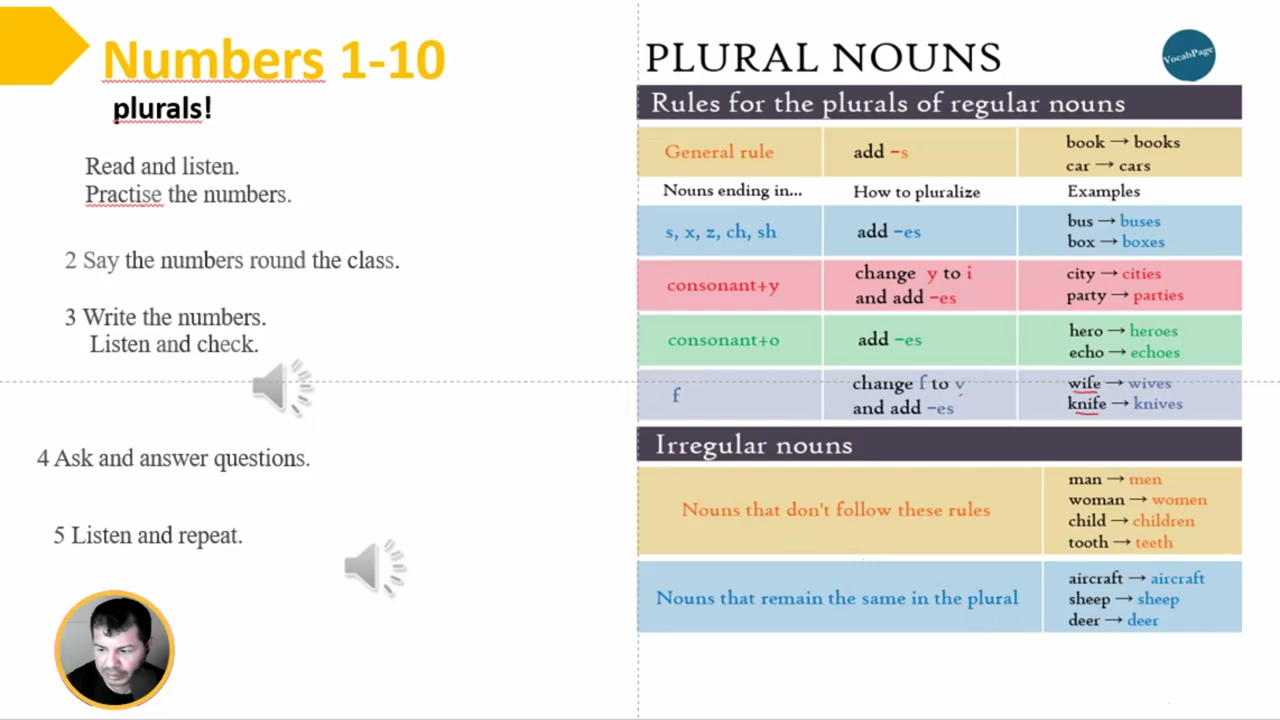 Numbers 1-10
plurals!
Read and listen.
Practise the numbers.
2 Say the numbers round the class.
3 Write the numbers.
Listen and check.
4 Ask and answer questions.
5 Listen and repeat.
PLURAL NOUNS
VocabPage
Rules for the plurals of regular nouns
General rule
add -s
book → books
car → cars
Nouns ending in...
How to pluralize
Examples
s, x, z, ch, sh
add -es
bus → buses
box → boxes
consonant+y
change y to i
and add -es
city → cities
party → parties
consonant+o
add -es
hero → heroes
echo → echoes
f
change f to v
and add -es
wife → wives
knife → knives
Irregular nouns
Nouns that don't follow these rules
man → men
woman → women
child → children
tooth → teeth
Nouns that remain the same in the plural
aircraft → aircraft
sheep → sheep
deer → deer